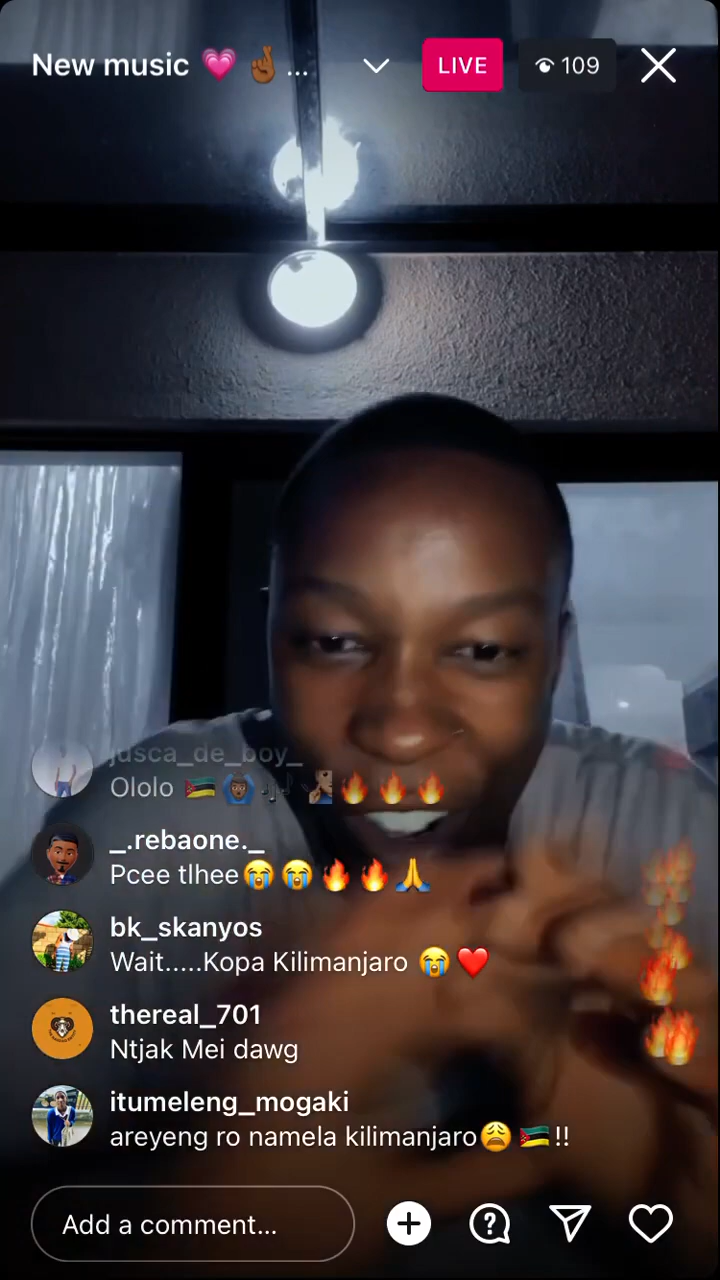 New music 💗 🤞🏾 ...
LIVE
109
jusca_de_boy_
Ololo 🇲🇿 🙆🏾‍♂️ 🎶 🤳🏽 🔥 🔥 🔥
_.rebaone._
Pcee tlhee😭 😭 🔥 🔥 🙏
bk_skanyos
Wait.....Kopa Kilimanjaro 😭 ❤️
thereal_701
Ntjak Mei dawg
itumeleng_mogaki
areyeng ro namela kilimanjaro😩 🇲🇿 !!
Add a comment...